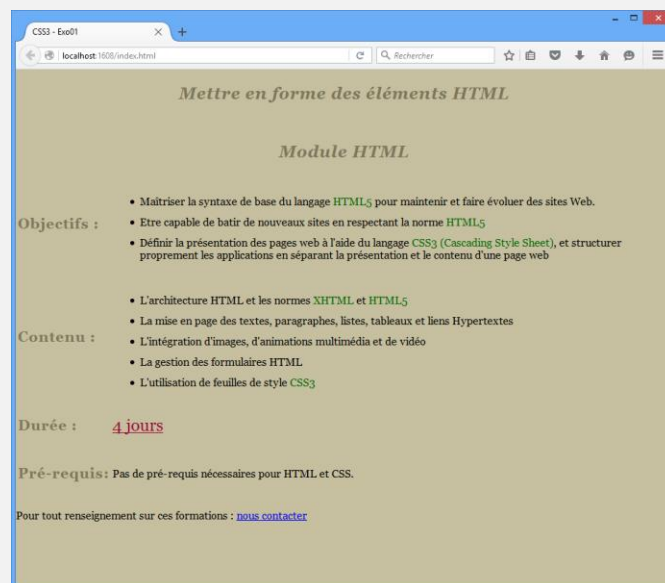 CSS3 - Exo01
localhost:1608/index.html
Rechercher
Mettre en forme des éléments HTML
Module HTML
Objectifs :
Maîtriser la syntaxe de base du langage HTML5 pour maintenir et faire évoluer des sites Web.
Etre capable de batir de nouveaux sites en respectant la norme HTML5
Définir la présentation des pages web à l'aide du langage CSS3 (Cascading Style Sheet), et structurer
proprement les applications en séparant la présentation et le contenu d'une page web
Contenu :
L'architecture HTML et les normes XHTML et HTML5
La mise en page des textes, paragraphes, listes, tableaux et liens Hypertextes
L'intégration d'images, d'animations multimédia et de vidéo
La gestion des formulaires HTML
L'utilisation de feuilles de style CSS3
Durée : 4 jours
Pré-requis: Pas de pré-requis nécessaires pour HTML et CSS.
Pour tout renseignement sur ces formations : nous contacter